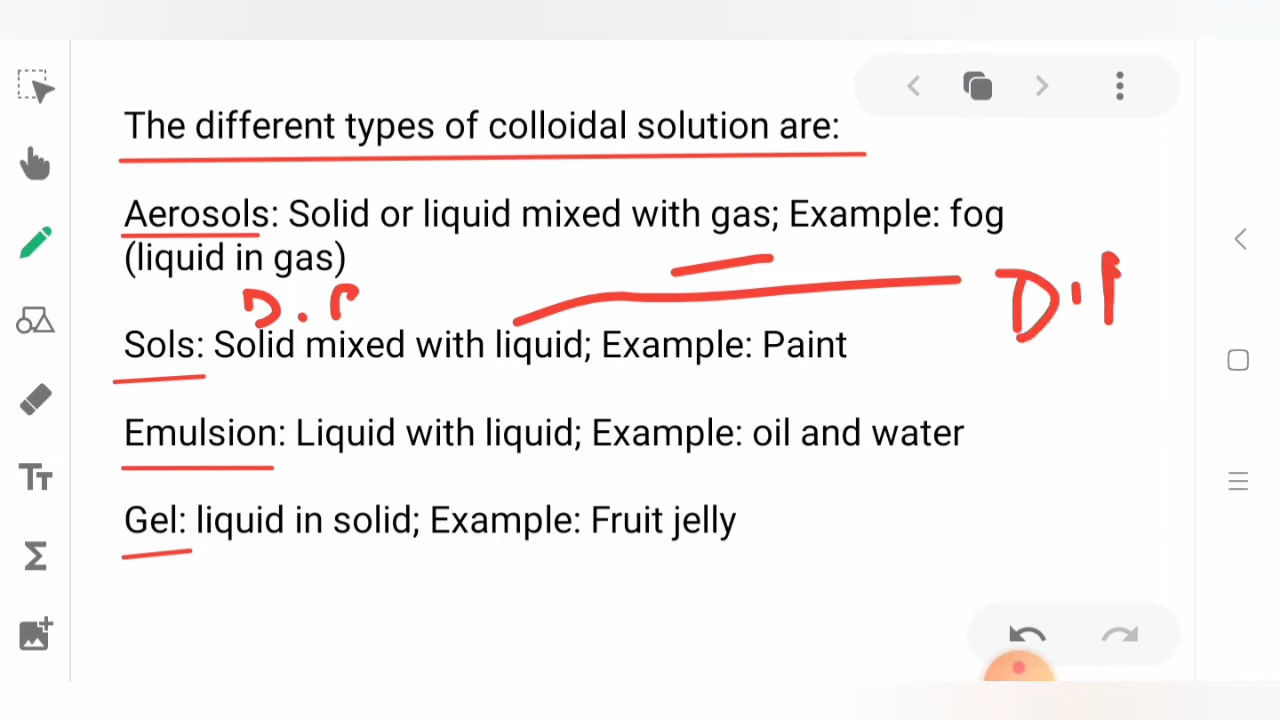 The different types of colloidal solution are:
Aerosols: Solid or liquid mixed with gas; Example: fog
(liquid in gas)
D.P
Sols: Solid mixed with liquid; Example: Paint
Emulsion: Liquid with liquid; Example: oil and water
Gel: liquid in solid; Example: Fruit jelly